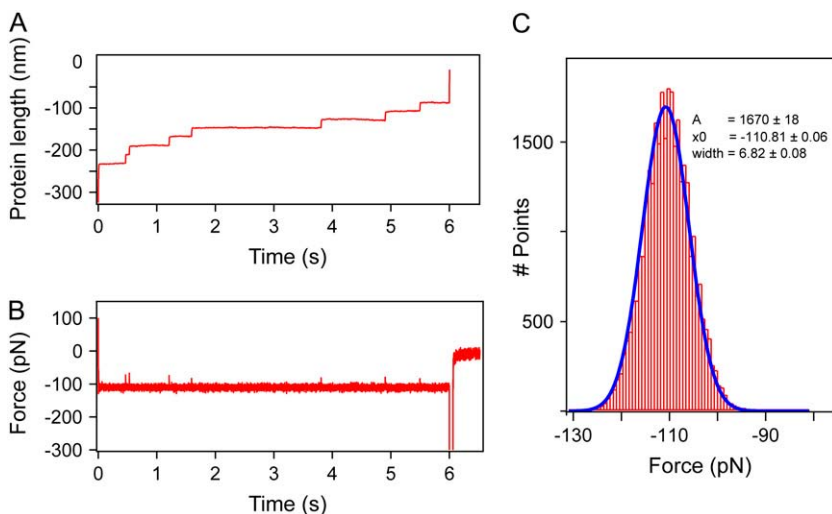 A
Protein length (nm)
0
-100
-200
-300
0 1 2 3 4 5 6
Time (s)
B
Force (pN)
100
0
-100
-200
-300
0 1 2 3 4 5 6
Time (s)
C
# Points
1500
500
A = 1670 ± 18
x0 = -110.81 ± 0.06
width = 6.82 ± 0.08
-130 -110 -90
Force (pN)